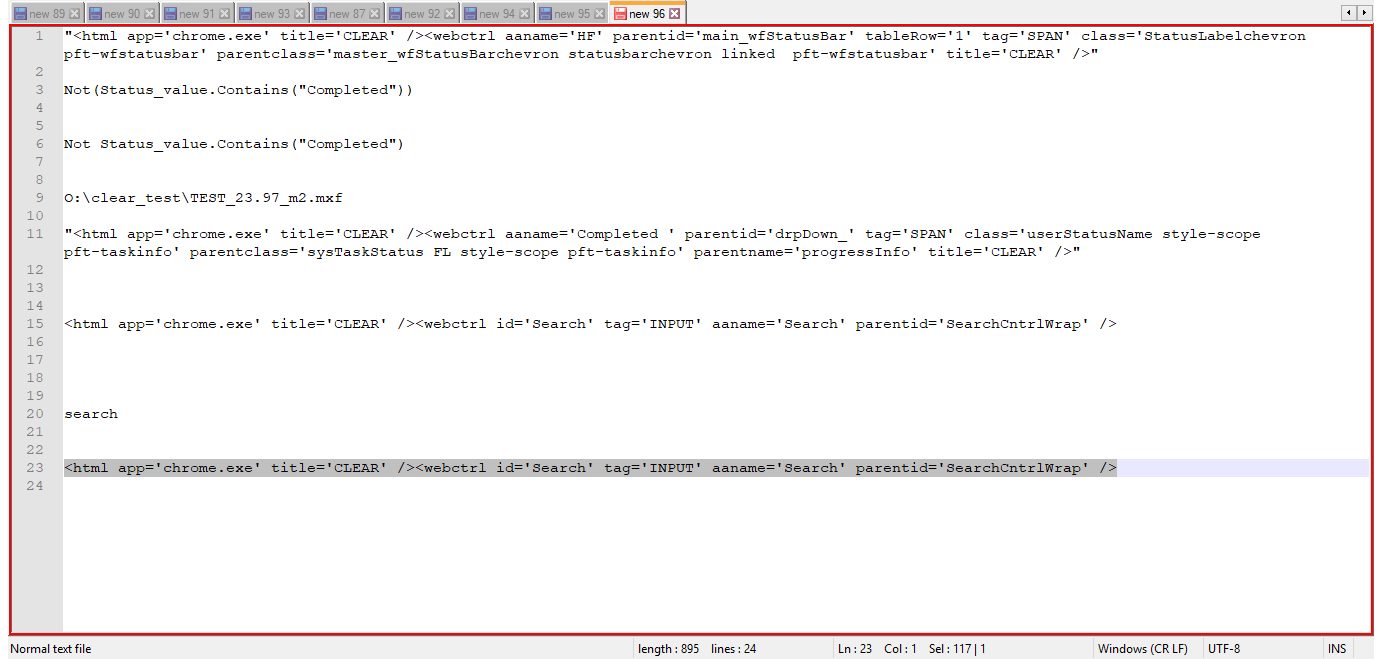 new 89 new 90 new 91 new 93 new 87 new 92 new 94 new 95 new 96
1 "<html app='chrome.exe' title='CLEAR' /><webctrl aaname='HF' parentid='main_wfStatusBar' tableRow='1' tag='SPAN' class='StatusLabelchevron
pft-wfstatusbar' parentclass='master_wfStatusBarchevron statusbarchevron linked  pft-wfstatusbar' title='CLEAR' />"
2
3 Not(Status_value.Contains("Completed"))
4
5
6 Not Status_value.Contains("Completed")
7
8
9 O:\clear_test\TEST_23.97_m2.mxf
10
11 "<html app='chrome.exe' title='CLEAR' /><webctrl aaname='Completed ' parentid='drpDown_' tag='SPAN' class='userStatusName style-scope
pft-taskinfo' parentclass='sysTaskStatus FL style-scope pft-taskinfo' parentname='progressInfo' title='CLEAR' />"
12
13
14
15 <html app='chrome.exe' title='CLEAR' /><webctrl id='Search' tag='INPUT' aaname='Search' parentid='SearchCntrlWrap' />
16
17
18
19
20 search
21
22
23 <html app='chrome.exe' title='CLEAR' /><webctrl id='Search' tag='INPUT' aaname='Search' parentid='SearchCntrlWrap' />
24
Normal text file length : 895 lines : 24 Ln : 23 Col : 1 Sel : 117 | 1 Windows (CR LF) UTF-8 INS